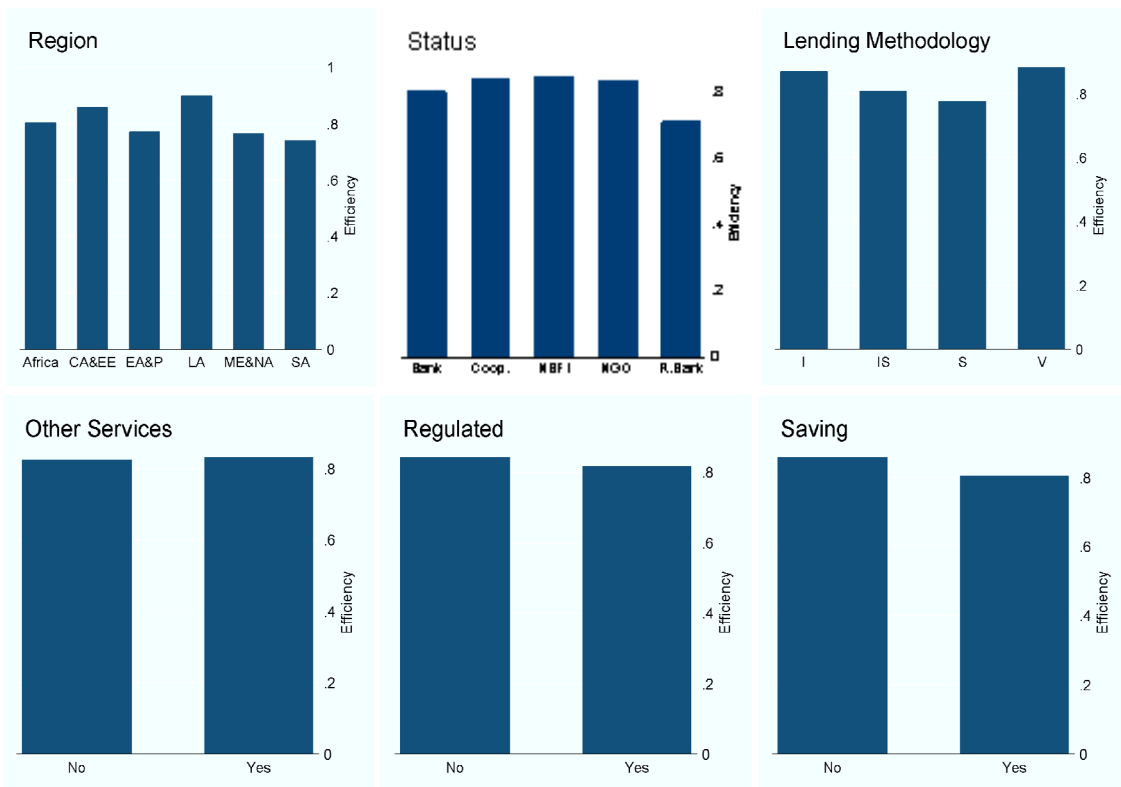 Region
1
.8
.6
.4
.2
0
Efficiency
Africa CA&EE EA&P LA ME&NA SA
Status
.8
.6
.4
.2
0
Efficiency
Bank Coop. NBFI NGO R.Bank
Lending Methodology
.8
.6
.4
.2
0
Efficiency
I IS S V
Other Services
.8
.6
.4
.2
0
Efficiency
No Yes
Regulated
.8
.6
.4
.2
0
Efficiency
No Yes
Saving
.8
.6
.4
.2
0
Efficiency
No Yes